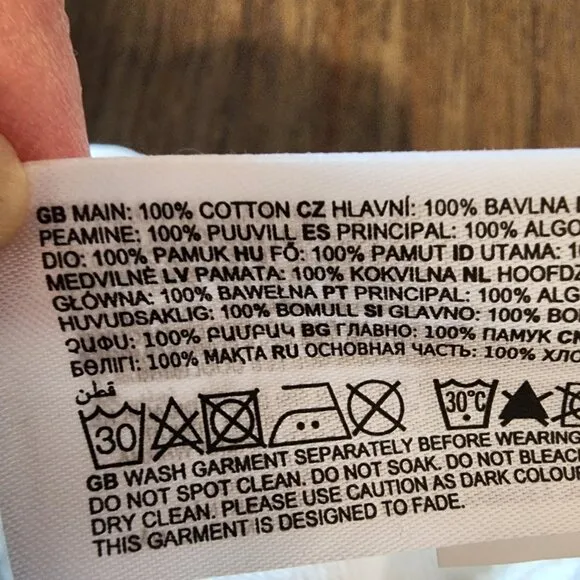 GB MAIN: 100% COTTON CZ HLAVNÍ: 100% BAVLNA
PEAMINE: 100% PUUVILL ES PRINCIPAL: 100% ALGO
DIO: 100% PAMUK HU FŐ: 100% PAMUT ID UTAMA:
MEDVILNĖ LV PAMATA: 100% KOKVILNA NL HOOFD
GŁÓWNA: 100% BAWEŁNA PT PRINCIPAL: 100% ALG
HUVUDSAKLIG: 100% BOMULL SI GLAVNO: 100% BO
100% ԲԱՄԲԱԿ BG ГЛАВНО: 100% ПАМУК
БӨЛІГІ: 100% МАҚТА RU ОСНОВНАЯ ЧАСТЬ: 100% ХЛО
قطن
30 30°C
GB WASH GARMENT SEPARATELY BEFORE WEARING
DO NOT SPOT CLEAN. DO NOT SOAK. DO NOT BLEAC
DRY CLEAN. PLEASE USE CAUTION AS DARK COLOU
THIS GARMENT IS DESIGNED TO FADE.